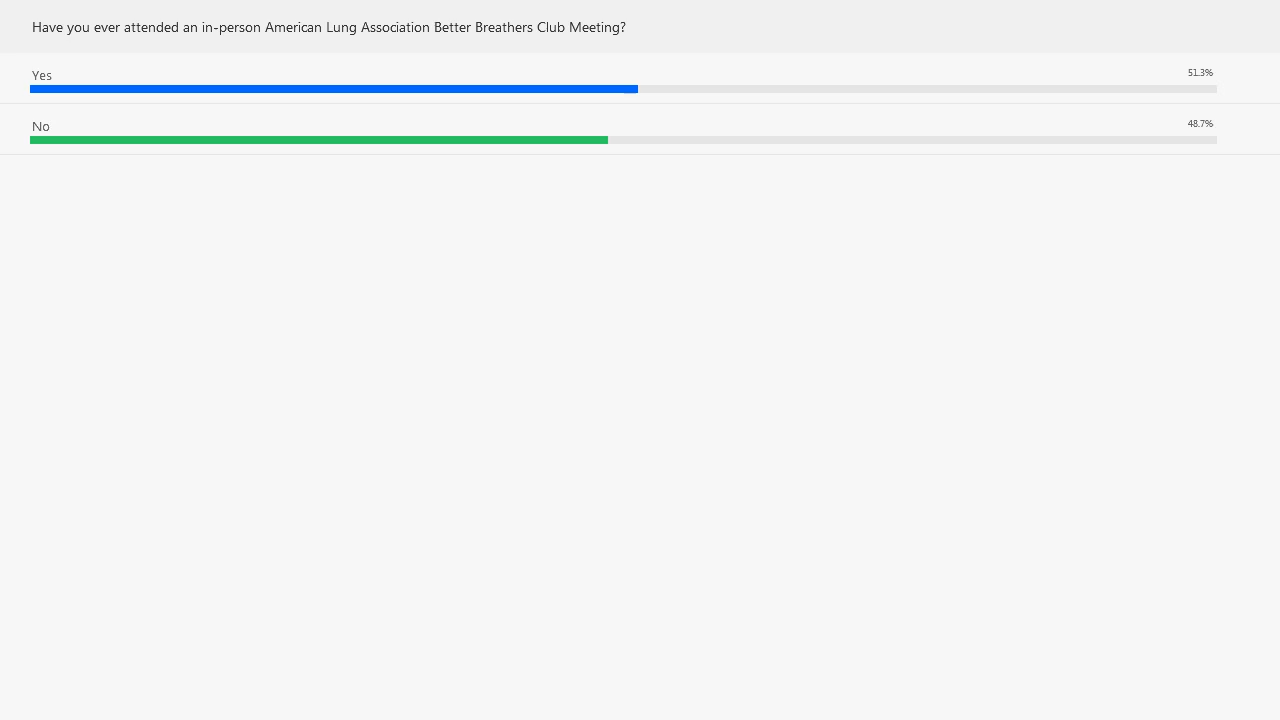 Have you ever attended an in-person American Lung Association Better Breathers Club Meeting?
Yes
51.3%
No
48.7%